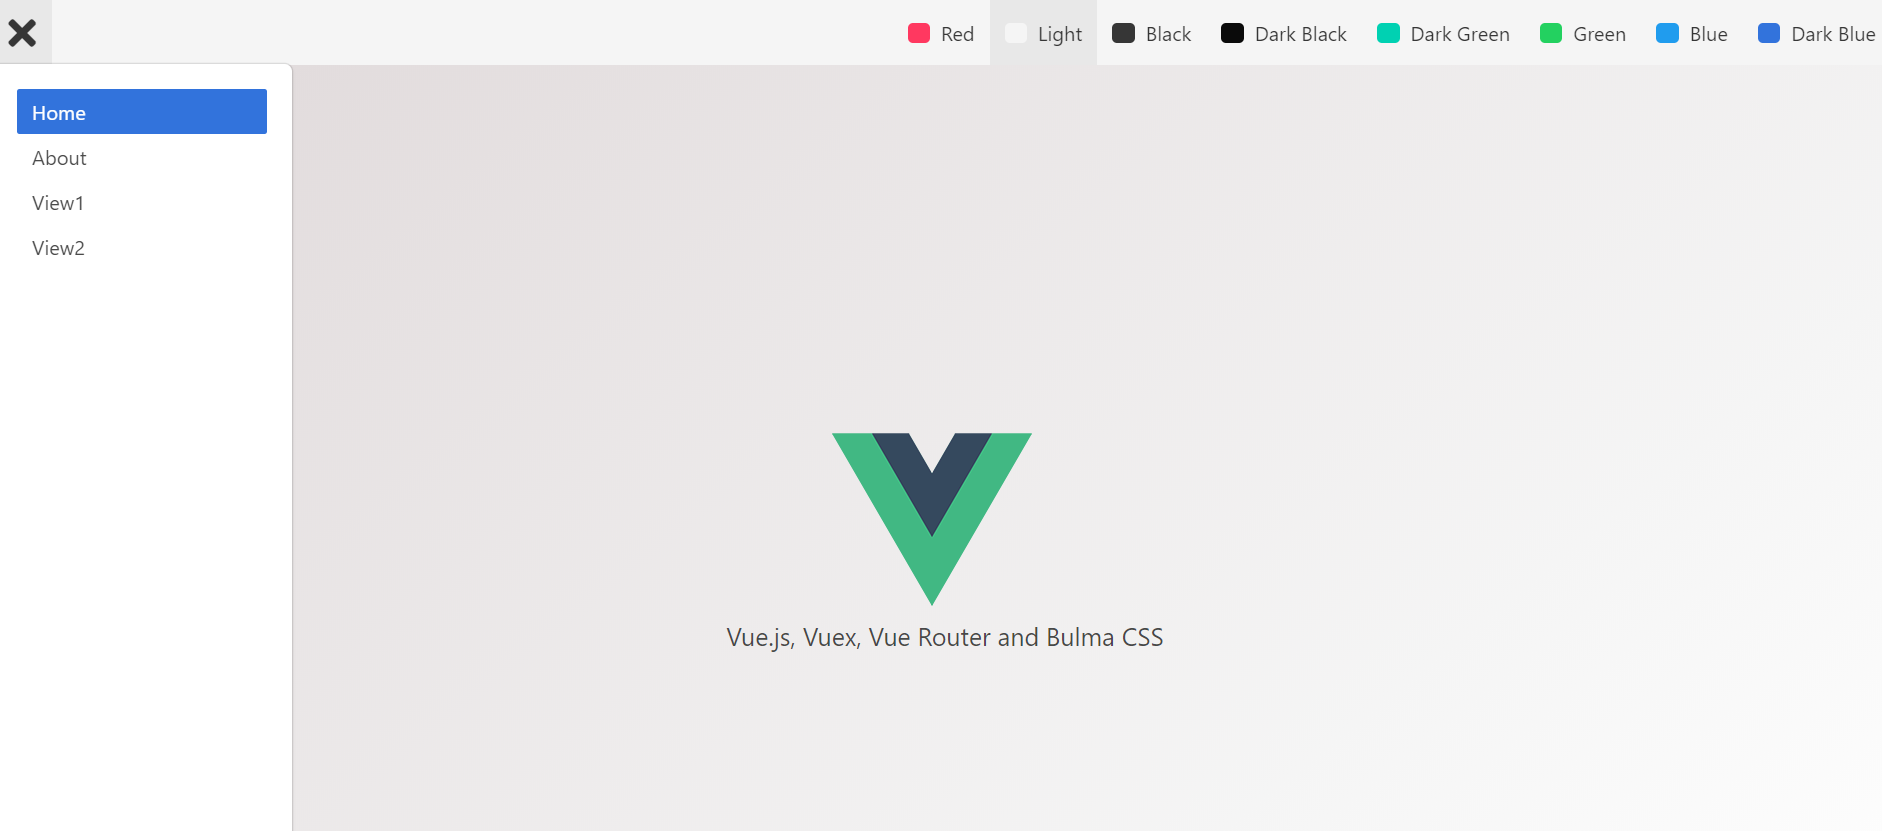 Red Light Black Dark Black Dark Green Green Blue Dark Blue
Home
About
View1
View2
Vue.js, Vuex, Vue Router and Bulma CSS